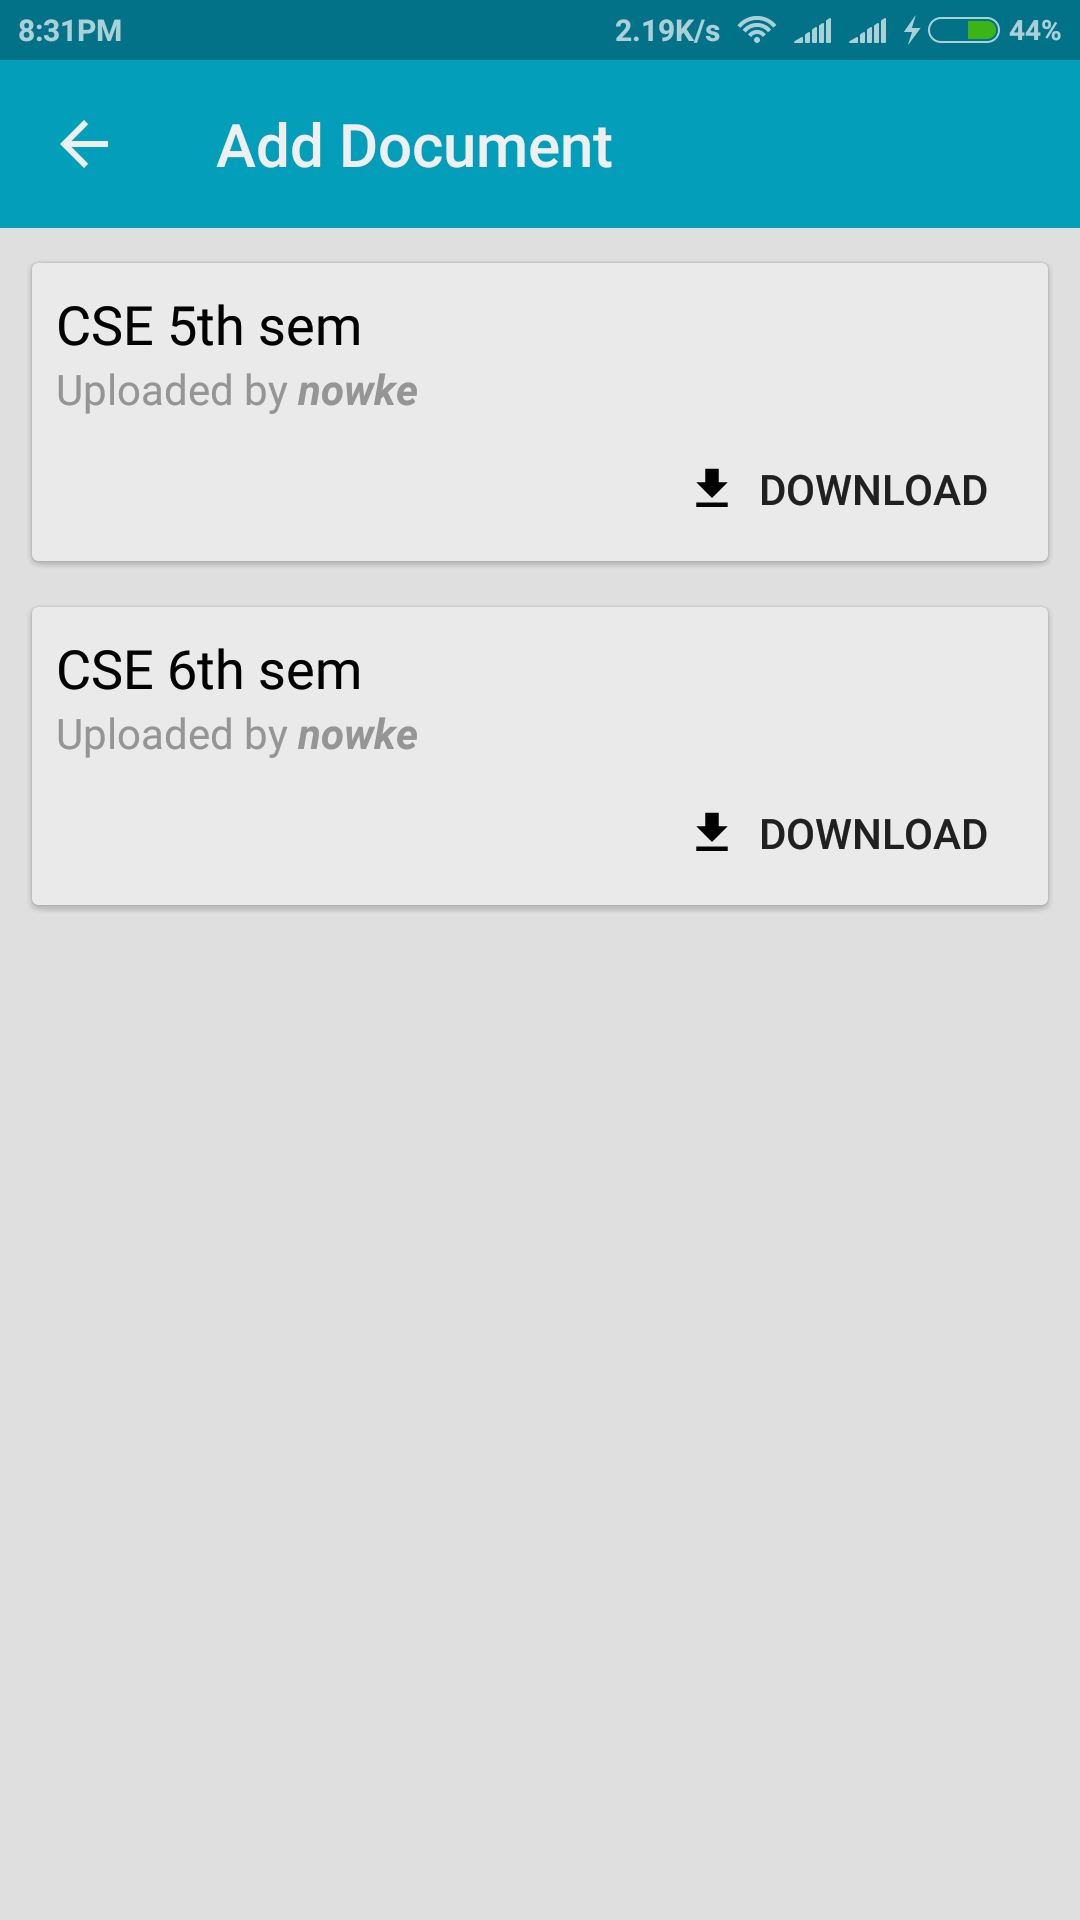 8:31PM 2.19K/s 44%
Add Document
CSE 5th sem
Uploaded by nowke
DOWNLOAD
CSE 6th sem
Uploaded by nowke
DOWNLOAD